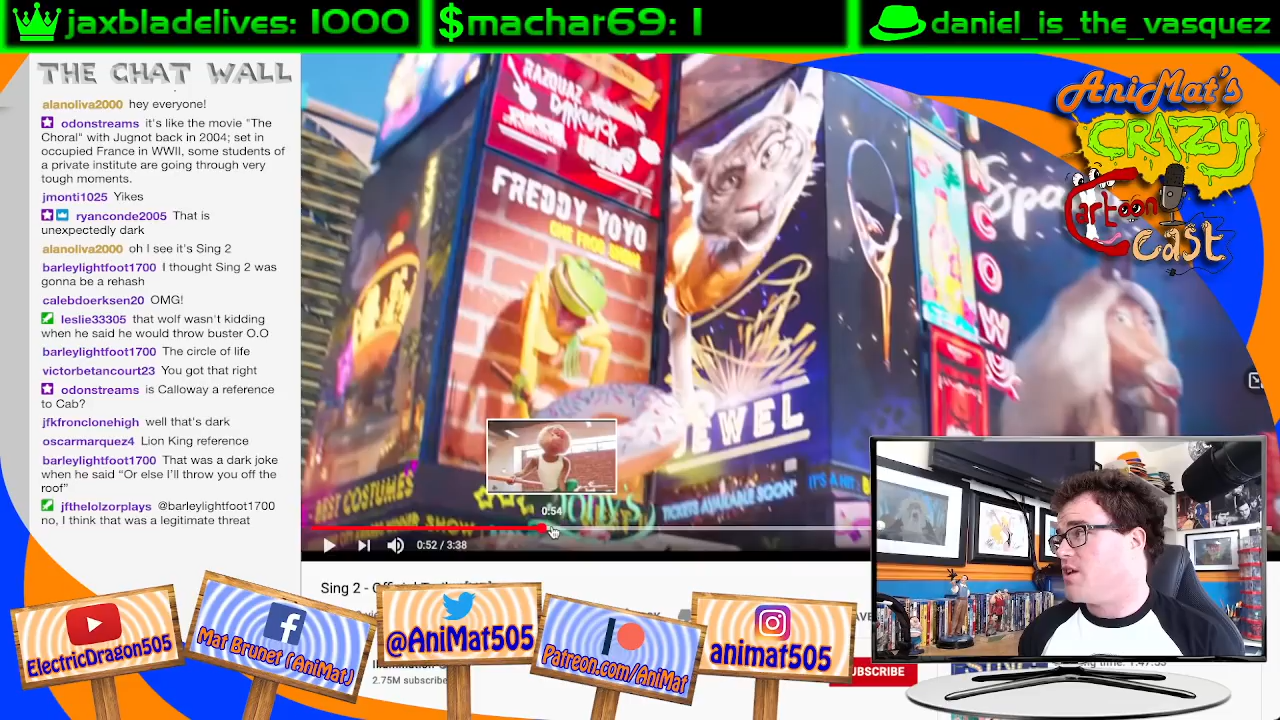 jaxbladelives: 1000
$machar69: 1
daniel_is_the_vasquez
THE CHAT WALL
alanoliva2000 hey everyone!
odonstreams it's like the movie "The
Choral" with Jugnot back in 2004; set in
occupied France in WWII, some students of
a private institute are going through very
tough moments.
jmonti1025 Yikes
ryanconde2005 That is
unexpectedly dark
alanoliva2000 oh I see it's Sing 2
barleylightfoot1700 I thought Sing 2 was
gonna be a rehash
calebdoerksen20 OMG!
leslie33305 that wolf wasn't kidding
when he said he would throw buster O.O
barleylightfoot1700 The circle of life
victorbetancourt23 You got that right
odonstreams is Calloway a reference
to Cab?
jfkfronclonehigh well that's dark
oscarmarquez4 Lion King reference
barleylightfoot1700 That was a dark joke
when he said "Or else I'll throw you off the
roof"
jfthelolzorplays @barleylightfoot1700
no, I think that was a legitimate threat
FREDDY YOYO
JEWEL
TICKETS AVAILABLE SOON
IT'S A HIT
BEST COSTUMES
Spa
AniMat's
CRAZY
Cartoon
Cast
0:54
0:52 / 3:38
Sing 2 -
2.75M
SUBSCRIBE
ElectricDragon505
Mat Brunet (AniMat)
@AniMat505
Patreon.com/AniMat
animat505